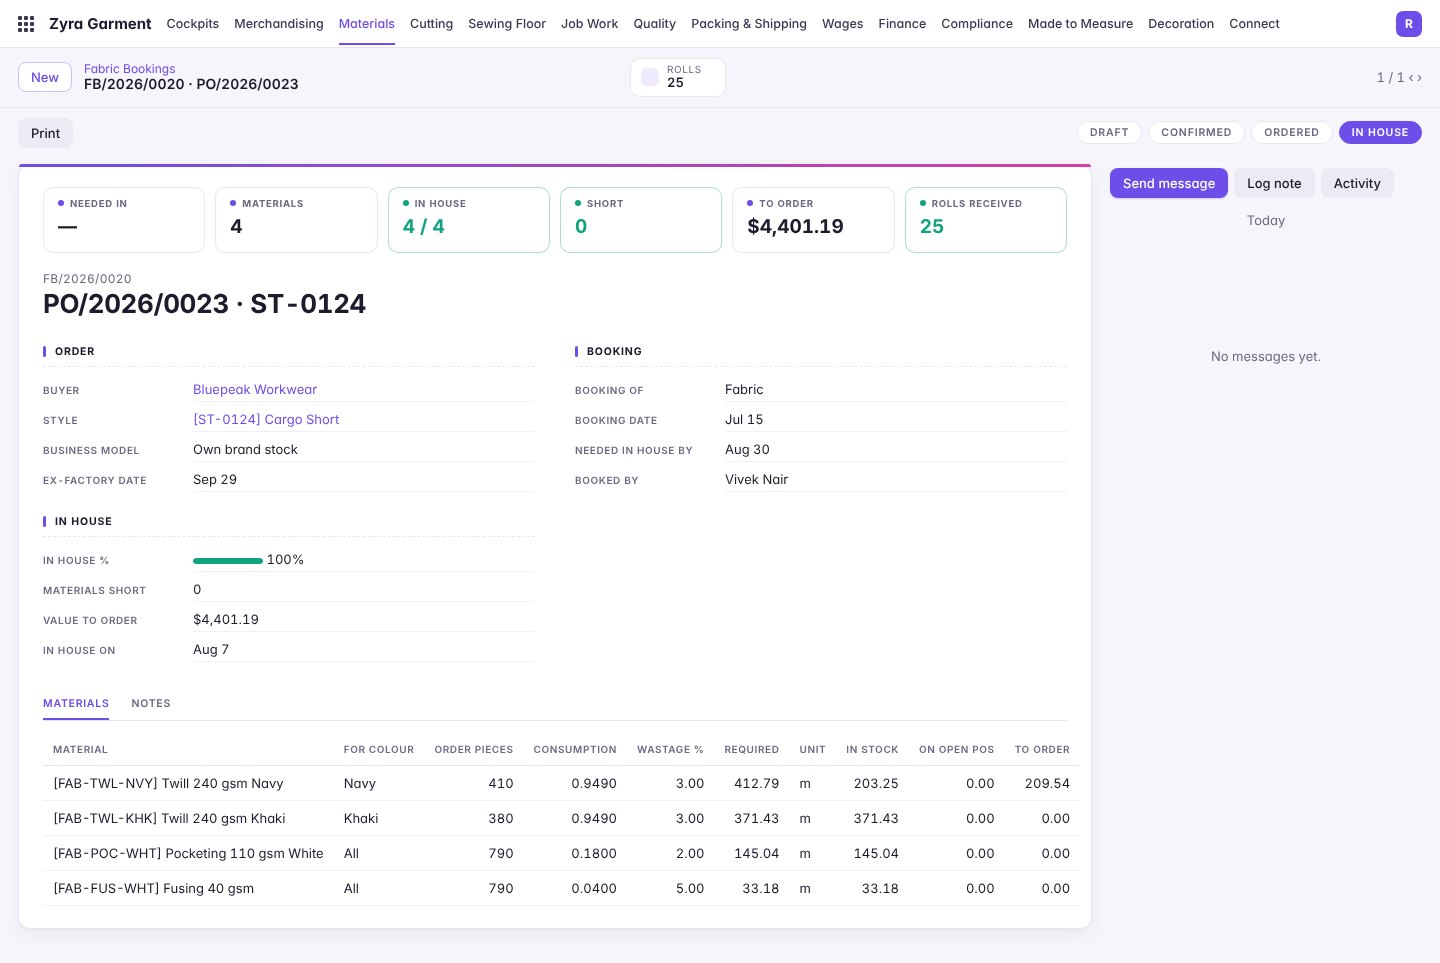 Zyra Garment Cockpits Merchandising Materials Cutting Sewing Floor Job Work Quality Packing & Shipping Wages Finance Compliance Made to Measure Decoration Connect R
New
Fabric Bookings
FB/2026/0020 · PO/2026/0023
ROLLS
25
1 / 1 ‹ ›
Print
DRAFT CONFIRMED ORDERED IN HOUSE
NEEDED IN
—
MATERIALS
4
IN HOUSE
4 / 4
SHORT
0
TO ORDER
$4,401.19
ROLLS RECEIVED
25
Send message Log note Activity
Today
No messages yet.
FB/2026/0020
PO/2026/0023 · ST-0124
ORDER
BUYER Bluepeak Workwear
STYLE [ST-0124] Cargo Short
BUSINESS MODEL Own brand stock
EX-FACTORY DATE Sep 29
BOOKING
BOOKING OF Fabric
BOOKING DATE Jul 15
NEEDED IN HOUSE BY Aug 30
BOOKED BY Vivek Nair
IN HOUSE
IN HOUSE % 100%
MATERIALS SHORT 0
VALUE TO ORDER $4,401.19
IN HOUSE ON Aug 7
MATERIALS NOTES
MATERIAL FOR COLOUR ORDER PIECES CONSUMPTION WASTAGE % REQUIRED UNIT IN STOCK ON OPEN POS TO ORDER
[FAB-TWL-NVY] Twill 240 gsm Navy Navy 410 0.9490 3.00 412.79 m 203.25 0.00 209.54
[FAB-TWL-KHK] Twill 240 gsm Khaki Khaki 380 0.9490 3.00 371.43 m 371.43 0.00 0.00
[FAB-POC-WHT] Pocketing 110 gsm White All 790 0.1800 2.00 145.04 m 145.04 0.00 0.00
[FAB-FUS-WHT] Fusing 40 gsm All 790 0.0400 5.00 33.18 m 33.18 0.00 0.00